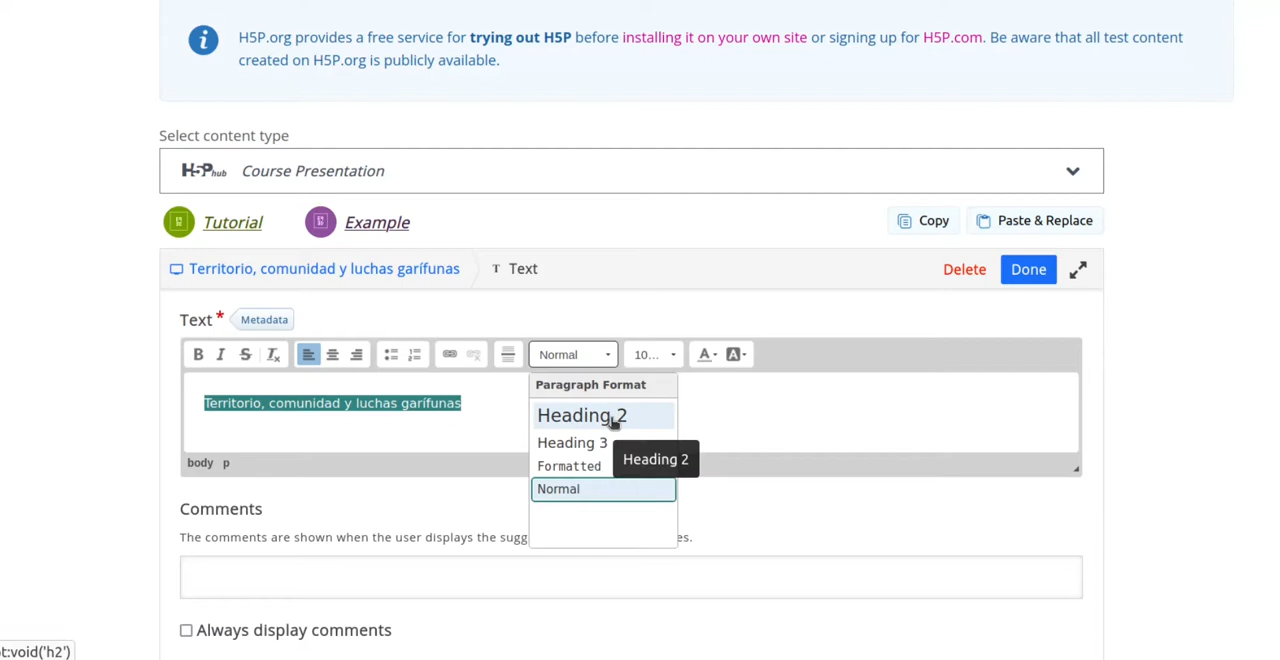 H5P.org provides a free service for trying out H5P before installing it on your own site or signing up for H5P.com. Be aware that all test content
created on H5P.org is publicly available.
Select content type
H5P hub Course Presentation
Tutorial Example Copy Paste & Replace
Territorio, comunidad y luchas garífunas T Text Delete Done
Text * Metadata
B I S Tx Normal 10... A A
Paragraph Format
Territorio, comunidad y luchas garífunas
Heading 2
Heading 3
Heading 2
Formatted
body p
Normal
Comments
The comments are shown when the user displays the sugg es.
Always display comments
t:void('h2')